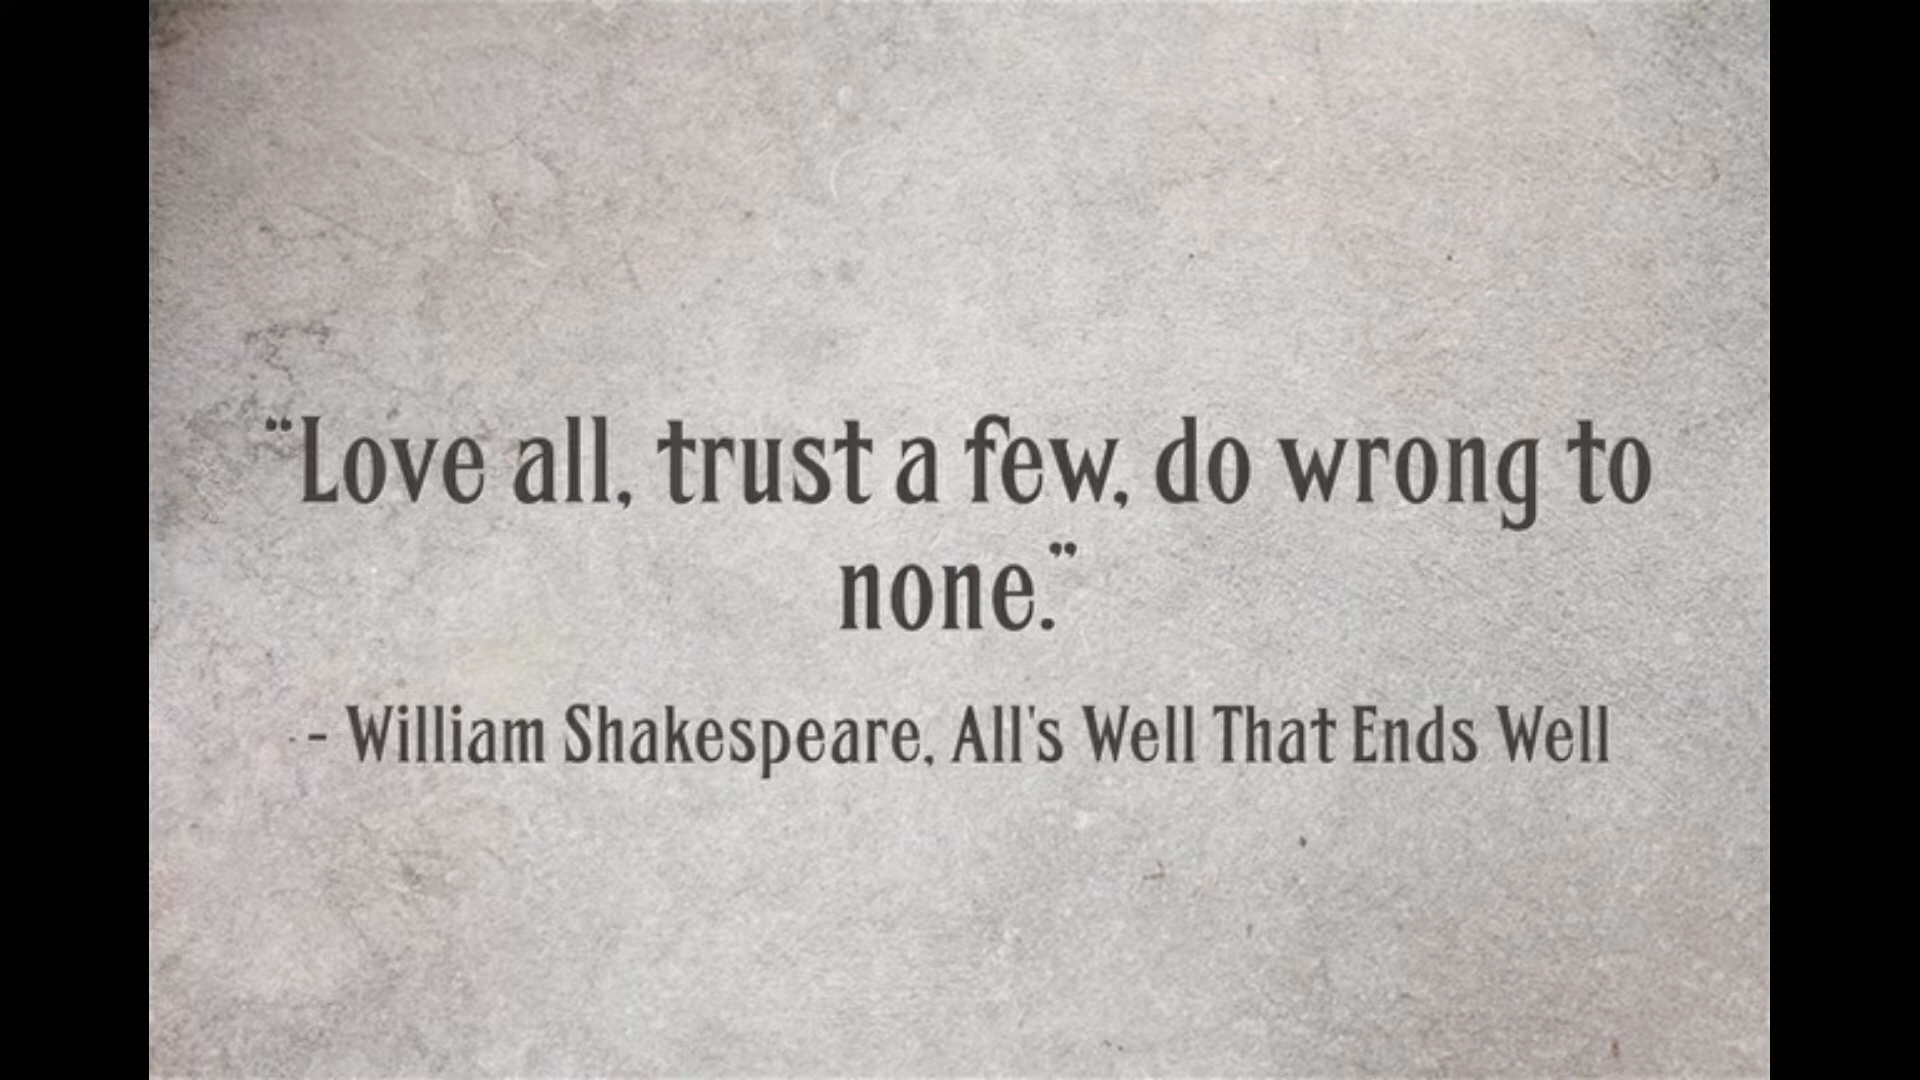 “Love all, trust a few, do wrong to
none.”
- William Shakespeare, All's Well That Ends Well